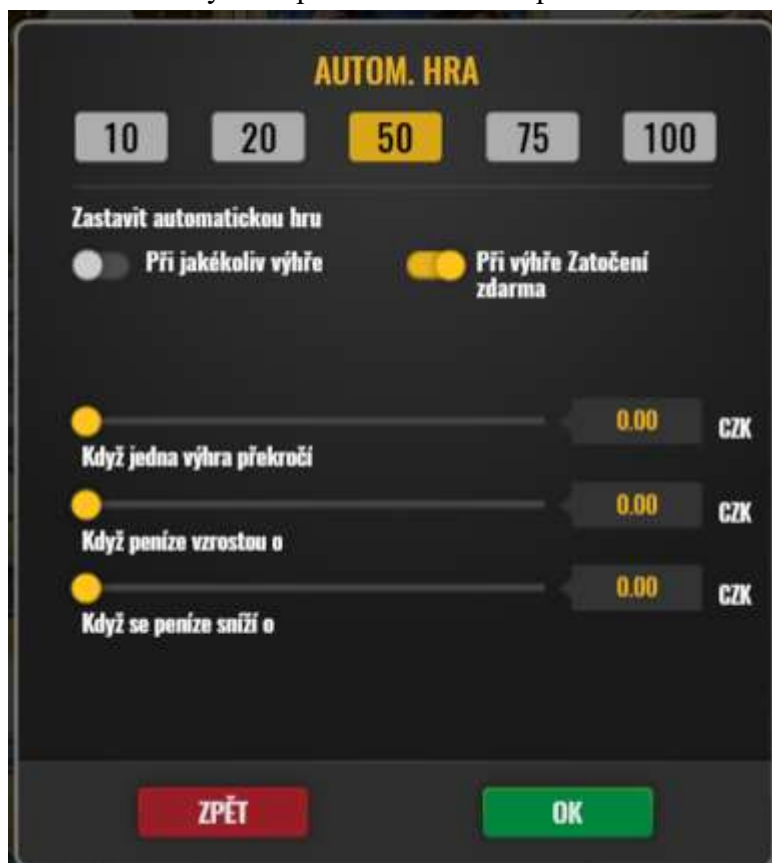 AUTOM. HRA
10 20 50 75 100
Zastavit automatickou hru
Při jakékoliv výhře Při výhře Zatočení
zdarma
0.00 CZK
Když jedna výhra překročí
0.00 CZK
Když peníze vzrostou o
0.00 CZK
Když se peníze sníží o
ZPĚT OK